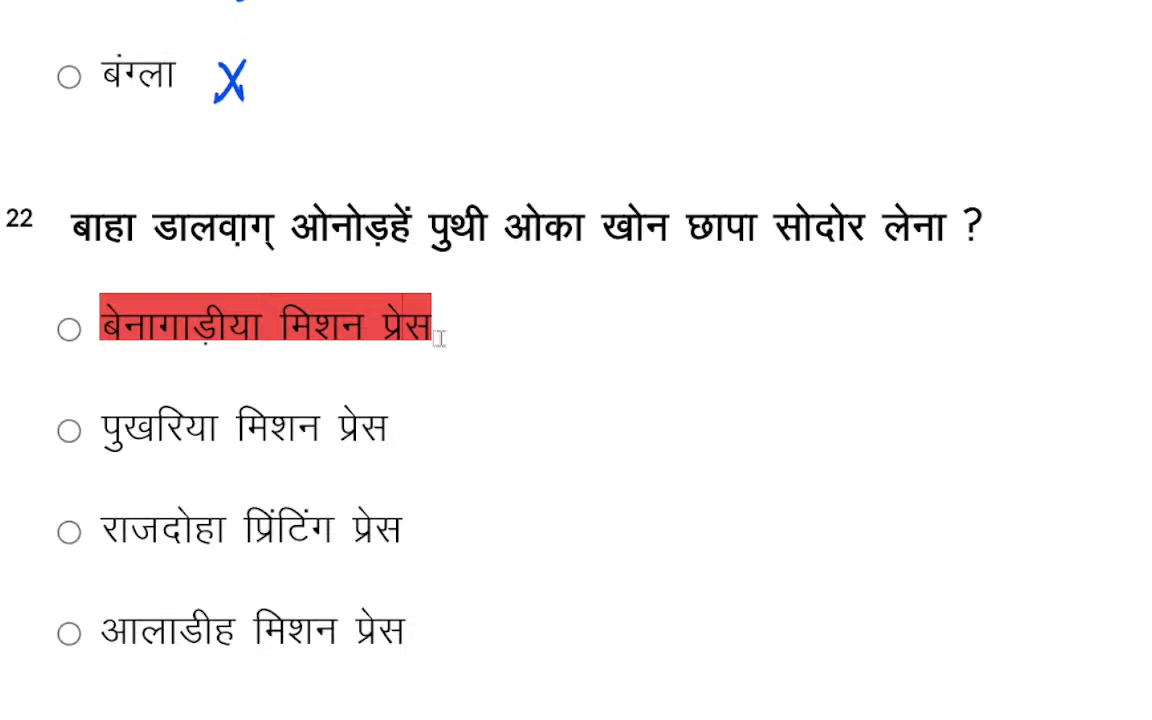 बंग्ला X
22 बाहा डालवा़ग् ओनोड़हें पुथी ओका खोन छापा सोदोर लेना ?
बेनागाड़ीया मिशन प्रेस
पुखरिया मिशन प्रेस
राजदोहा प्रिंटिंग प्रेस
आलाडीह मिशन प्रेस